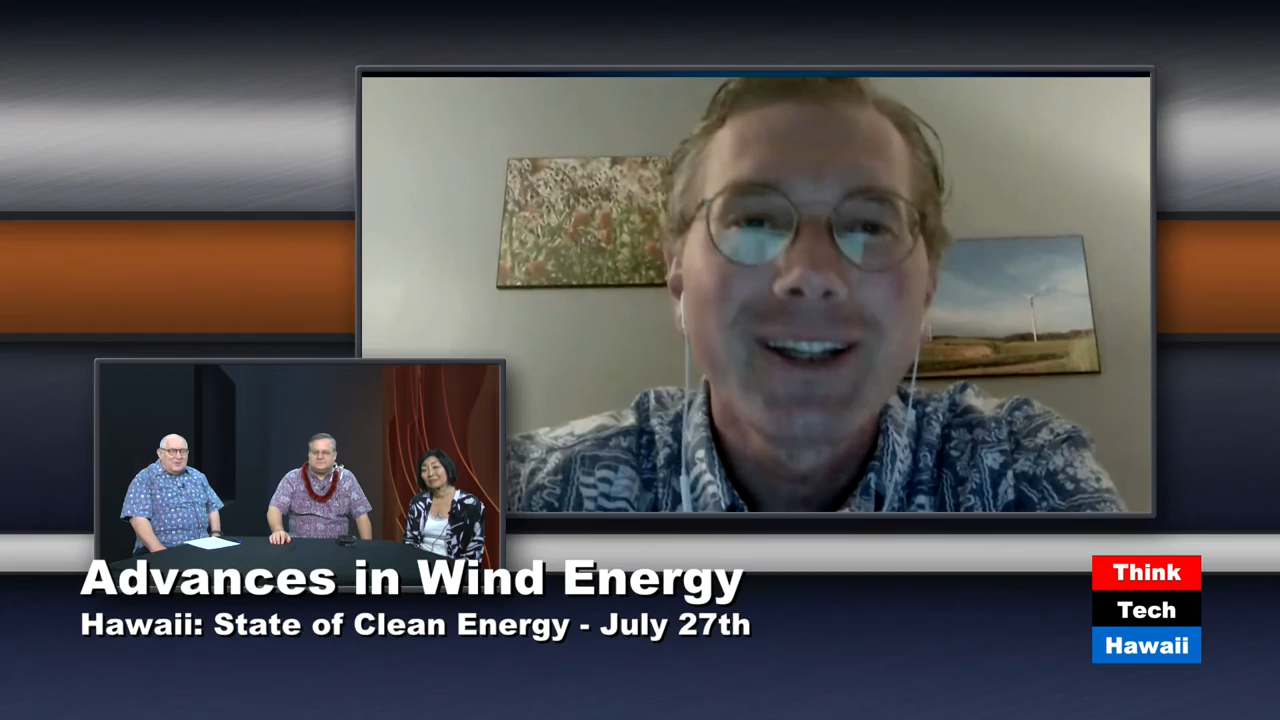 Advances in Wind Energy
Hawaii: State of Clean Energy - July 27th
Think
Tech
Hawaii